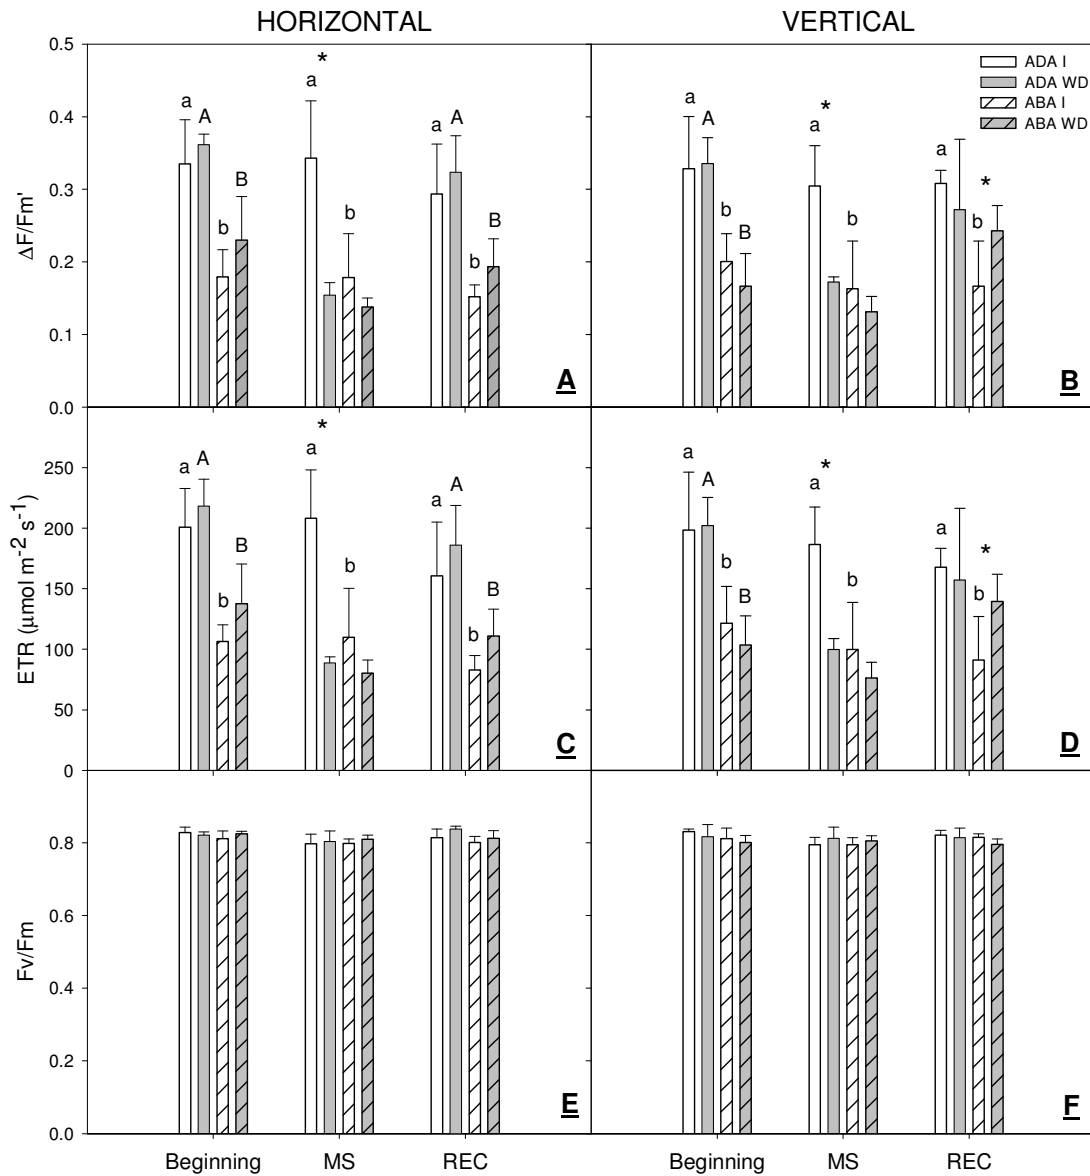 HORIZONTAL
VERTICAL
ΔF/Fm'
0.5
0.4
0.3
0.2
0.1
0.0
a
A
b
B
a
*
b
a
A
b
B
A
a
A
b
B
a
*
b
a
b
*
B
ADA I
ADA WD
ABA I
ABA WD
ETR (µmol m-2 s-1)
250
200
150
100
50
0
a
A
b
B
a
*
b
a
A
b
B
C
a
A
b
B
a
*
b
a
b
*
D
Fv/Fm
0.8
0.6
0.4
0.2
0.0
E
F
Beginning
MS
REC
Beginning
MS
REC